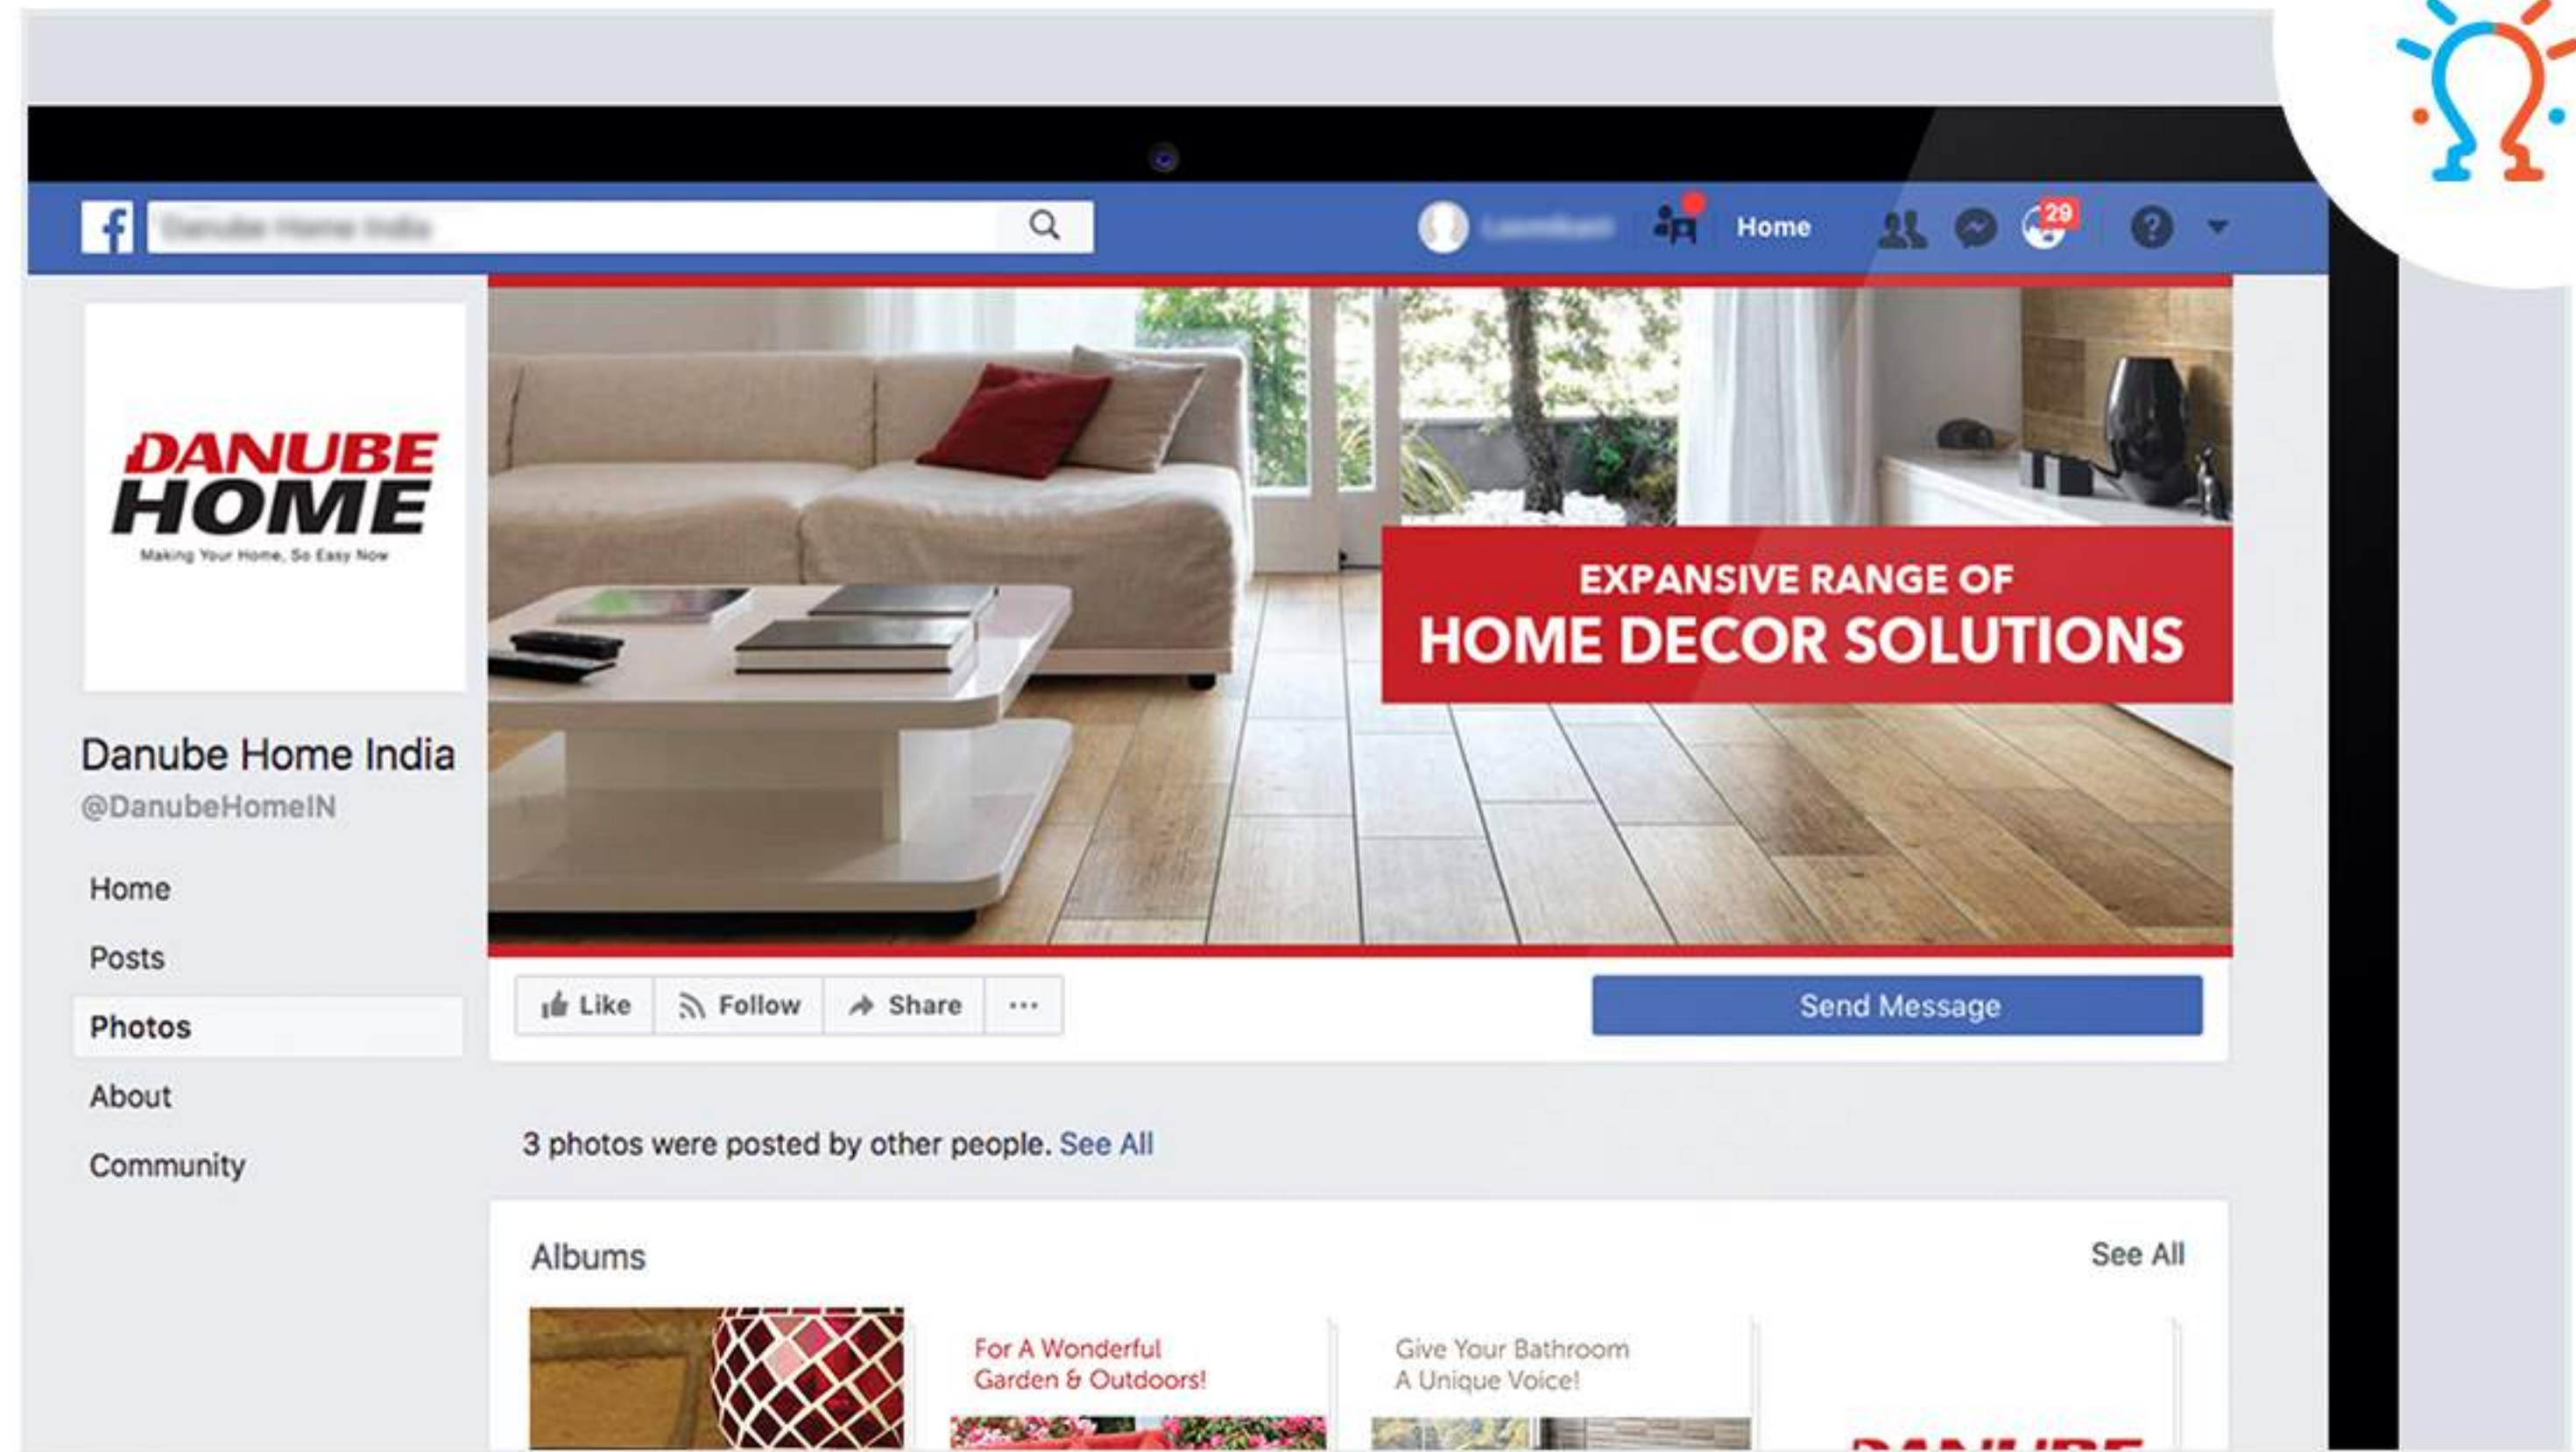 f
Home
29
?
DANUBE
HOME
Making Your Home, So Easy Now
EXPANSIVE RANGE OF
HOME DECOR SOLUTIONS
Danube Home India
@DanubeHomeIN
Home
Posts
Photos
About
Community
Like Follow Share ...
Send Message
3 photos were posted by other people. See All
Albums
See All
For A Wonderful
Garden & Outdoors!
Give Your Bathroom
A Unique Voice!
DANUBE